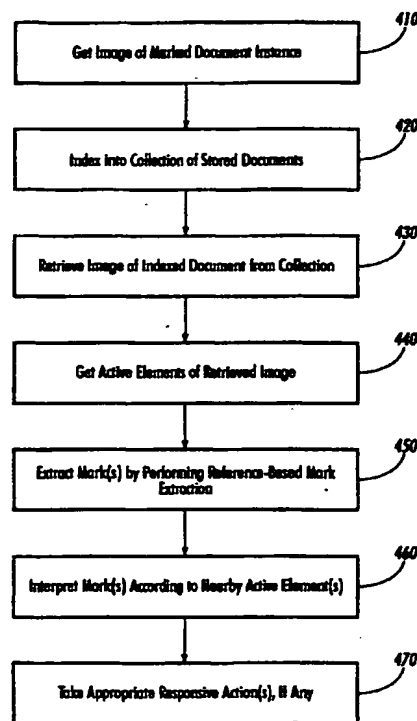 410
Get Image of Marked Document Instance
420
Index into Collection of Stored Documents
430
Retrieve Image of Indexed Document from Collection
440
Get Active Elements of Retrieved Image
450
Extract Mark(s) by Performing Reference-Based Mark
Extraction
460
Interpret Mark(s) According to Nearby Active Element(s)
470
Take Appropriate Responsive Action(s), If Any